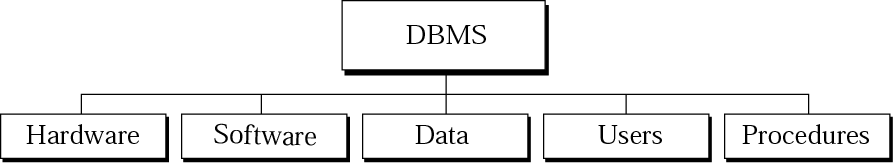 DBMS
Hardware
Software
Data
Users
Procedures